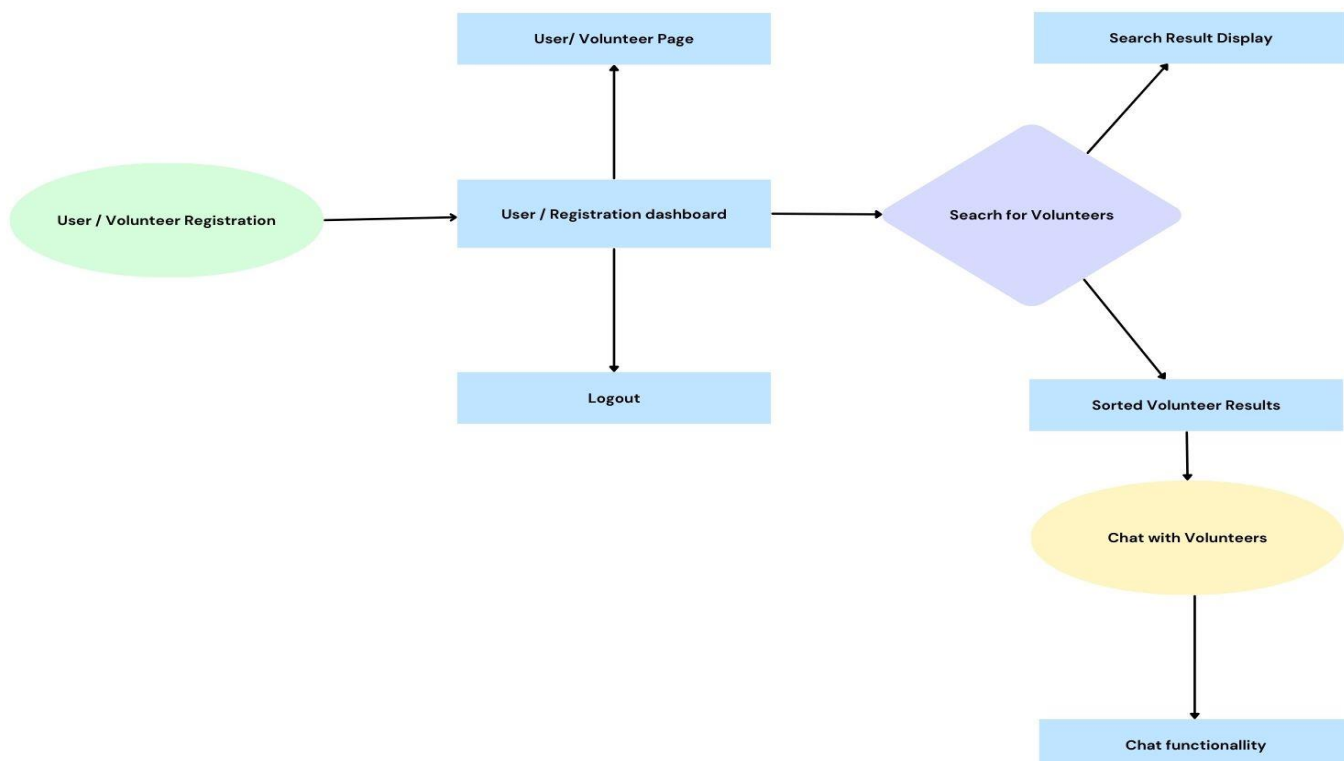 User/ Volunteer Page
Search Result Display
User / Volunteer Registration
User / Registration dashboard
Seacrh for Volunteers
Logout
Sorted Volunteer Results
Chat with Volunteers
Chat functionallity